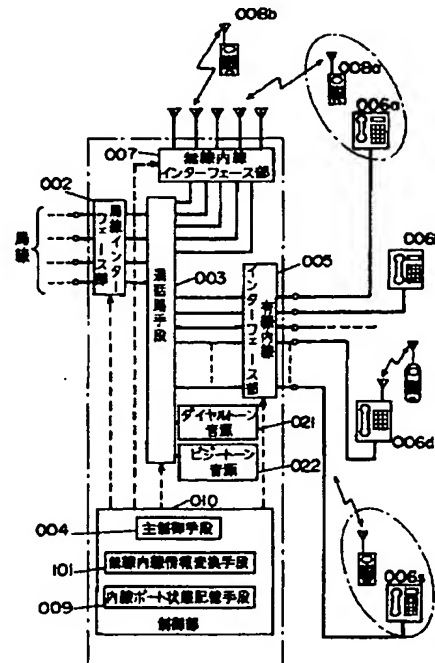 008b
008a
006a
007
無線内線
インターフェース部
002
局線インターフェース部
局線
003
通話路手段
005
有線内線
インターフェース部
006
ダイヤルトーン
音源
021
ビジートーン
音源
022
006d
010
004
主制御手段
101
無線内線情報変換手段
009
内線ポート状態記憶手段
制御部